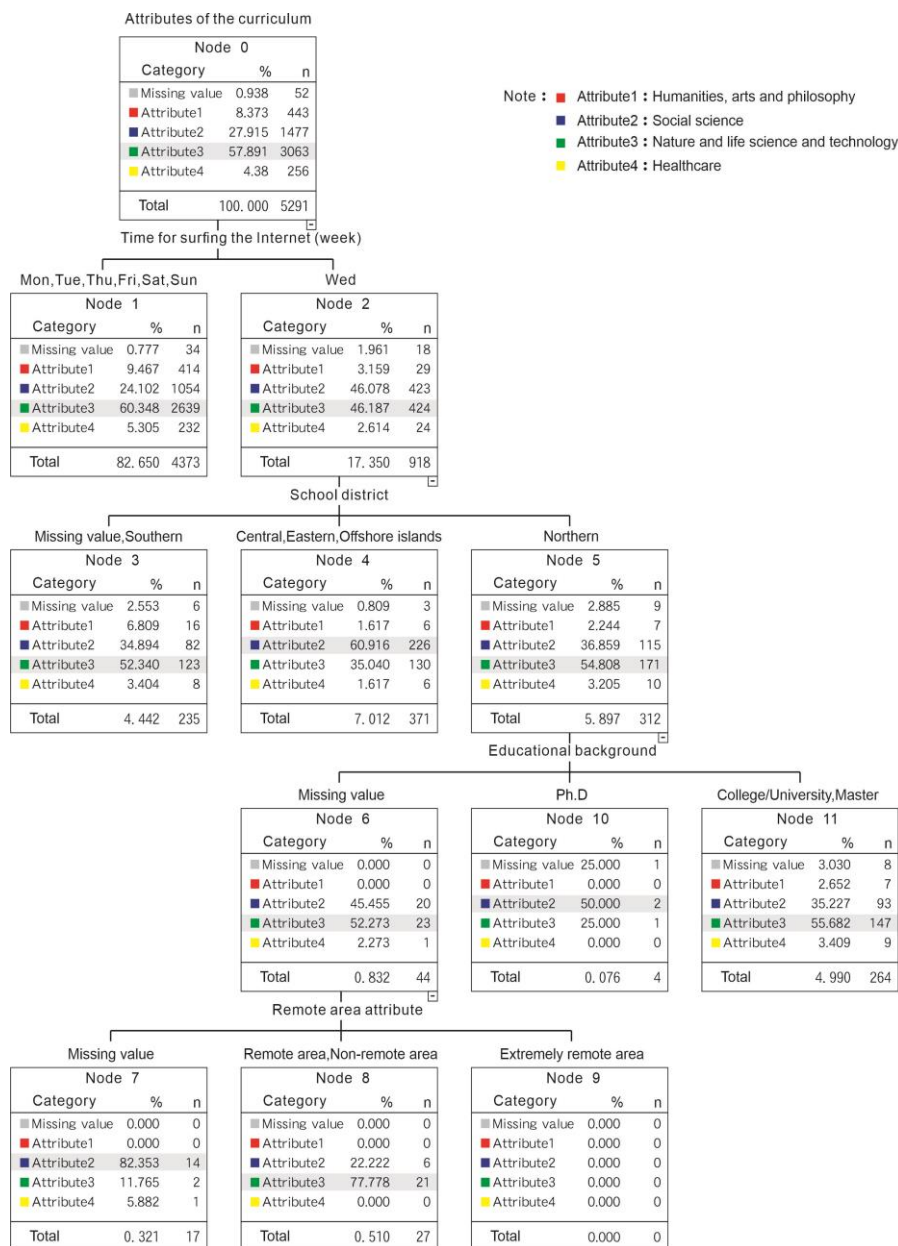 Attributes of the curriculum
Node 0
Category % n
Missing value 0.938 52
Attribute1 8.373 443
Attribute2 27.915 1477
Attribute3 57.891 3063
Attribute4 4.38 256
Total 100.000 5291
Note : Attribute1 : Humanities, arts and philosophy
Attribute2 : Social science
Attribute3 : Nature and life science and technology
Attribute4 : Healthcare
Time for surfing the Internet (week)
Mon,Tue,Thu,Fri,Sat,Sun
Node 1
Category % n
Missing value 0.777 34
Attribute1 9.467 414
Attribute2 24.102 1054
Attribute3 60.348 2639
Attribute4 5.305 232
Total 82.650 4373
Wed
Node 2
Category % n
Missing value 1.961 18
Attribute1 3.159 29
Attribute2 46.078 423
Attribute3 46.187 424
Attribute4 2.614 24
Total 17.350 918
School district
Missing value,Southern
Node 3
Category % n
Missing value 2.553 6
Attribute1 6.809 16
Attribute2 34.894 82
Attribute3 52.340 123
Attribute4 3.404 8
Total 4.442 235
Central,Eastern,Offshore islands
Node 4
Category % n
Missing value 0.809 3
Attribute1 1.617 6
Attribute2 60.916 226
Attribute3 35.040 130
Attribute4 1.617 6
Total 7.012 371
Northern
Node 5
Category % n
Missing value 2.885 9
Attribute1 2.244 7
Attribute2 36.859 115
Attribute3 54.808 171
Attribute4 3.205 10
Total 5.897 312
Educational background
Missing value
Node 6
Category % n
Missing value 0.000 0
Attribute1 0.000 0
Attribute2 45.455 20
Attribute3 52.273 23
Attribute4 2.273 1
Total 0.832 44
Ph.D
Node 10
Category % n
Missing value 25.000 1
Attribute1 0.000 0
Attribute2 50.000 2
Attribute3 25.000 1
Attribute4 0.000 0
Total 0.076 4
College/University,Master
Node 11
Category % n
Missing value 3.030 8
Attribute1 2.652 7
Attribute2 35.227 93
Attribute3 55.682 147
Attribute4 3.409 9
Total 4.990 264
Remote area attribute
Missing value
Node 7
Category % n
Missing value 0.000 0
Attribute1 0.000 0
Attribute2 82.353 14
Attribute3 11.765 2
Attribute4 5.882 1
Total 0.321 17
Remote area,Non-remote area
Node 8
Category % n
Missing value 0.000 0
Attribute1 0.000 0
Attribute2 22.222 6
Attribute3 77.778 21
Attribute4 0.000 0
Total 0.510 27
Extremely remote area
Node 9
Category % n
Missing value 0.000 0
Attribute1 0.000 0
Attribute2 0.000 0
Attribute3 0.000 0
Attribute4 0.000 0
Total 0.000 0